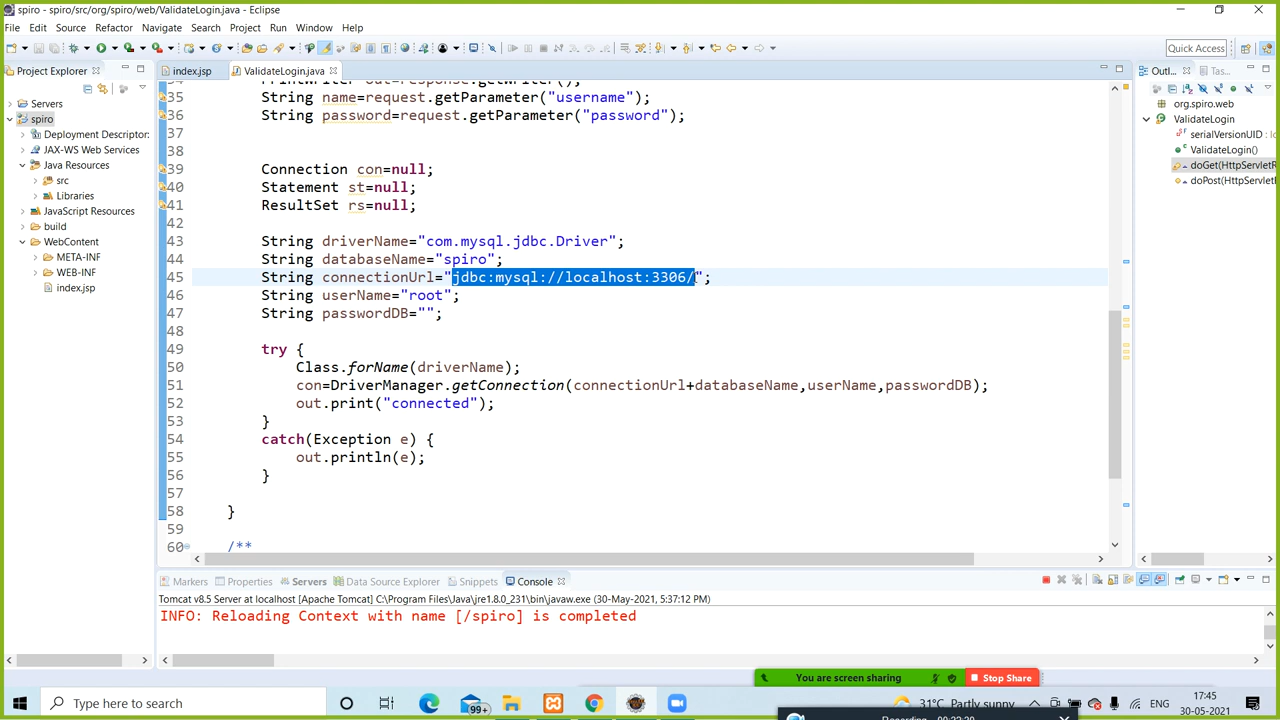 spiro - spiro/src/org/spiro/web/ValidateLogin.java - Eclipse
File Edit Source Refactor Navigate Search Project Run Window Help
Quick Access
Project Explorer
index.jsp
ValidateLogin.java
Outl...
Tas...
Servers
spiro
Deployment Descriptor:
JAX-WS Web Services
Java Resources
src
Libraries
JavaScript Resources
build
WebContent
META-INF
WEB-INF
index.jsp
35 String name=request.getParameter("username");
36 String password=request.getParameter("password");
37
38
39 Connection con=null;
40 Statement st=null;
41 ResultSet rs=null;
42
43 String driverName="com.mysql.jdbc.Driver";
44 String databaseName="spiro";
45 String connectionUrl="jdbc:mysql://localhost:3306/";
46 String userName="root";
47 String passwordDB="";
48
49 try {
50 Class.forName(driverName);
51 con=DriverManager.getConnection(connectionUrl+databaseName,userName,passwordDB);
52 out.print("connected");
53 }
54 catch(Exception e) {
55 out.println(e);
56 }
57
58 }
59
60 /**
org.spiro.web
ValidateLogin
serialVersionUID : lo
ValidateLogin()
doGet(HttpServletR
doPost(HttpServletR
Markers Properties Servers Data Source Explorer Snippets Console
Tomcat v8.5 Server at localhost [Apache Tomcat] C:\Program Files\Java\jre1.8.0_231\bin\javaw.exe (30-May-2021, 5:37:12 PM)
INFO: Reloading Context with name [/spiro] is completed
You are screen sharing
Stop Share
Type here to search
99+
31°C Partly sunny
ENG
17:45
30-05-2021